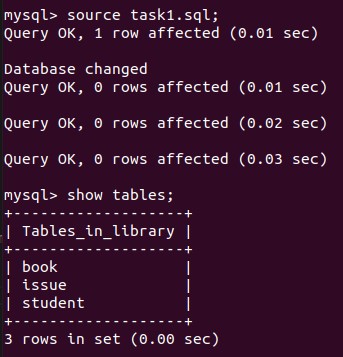 mysql> source task1.sql;
Query OK, 1 row affected (0.01 sec)

Database changed
Query OK, 0 rows affected (0.01 sec)

Query OK, 0 rows affected (0.02 sec)

Query OK, 0 rows affected (0.03 sec)

mysql> show tables;
+-------------------+
| Tables_in_library |
+-------------------+
| book              |
| issue             |
| student           |
+-------------------+
3 rows in set (0.00 sec)